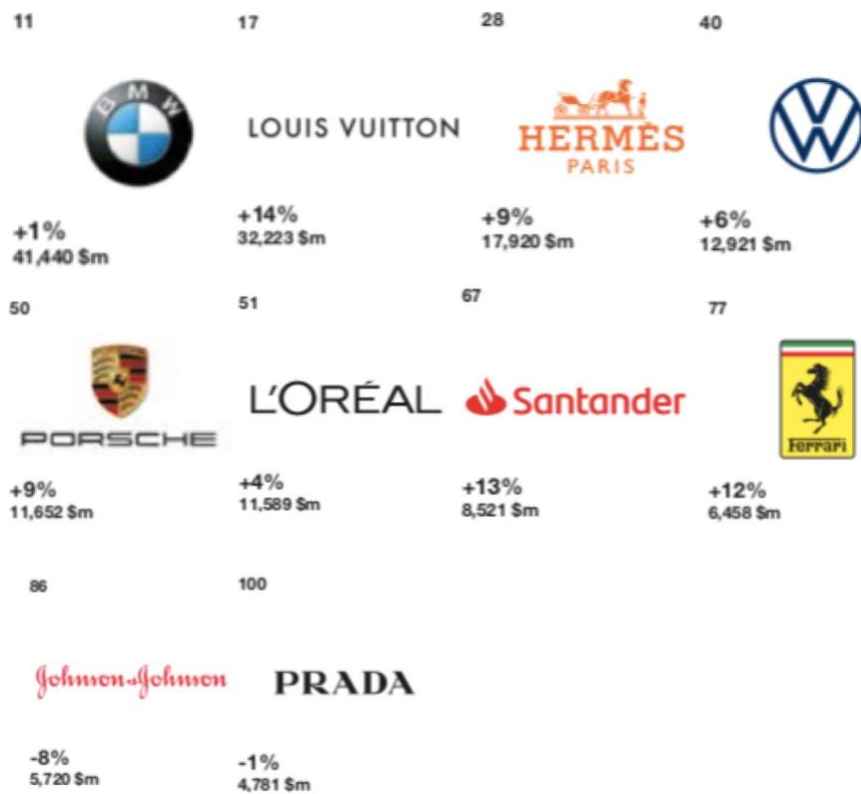 11
17
28
40
BMW
LOUIS VUITTON
HERMÈS
PARIS
VW
+1%
41,440 $m
+14%
32,223 $m
+9%
17,920 $m
+6%
12,921 $m
50
51
67
77
PORSCHE
L'ORÉAL
Santander
Ferrari
+9%
11,652 $m
+4%
11,589 $m
+13%
8,521 $m
+12%
6,458 $m
86
100
Johnson&Johnson
PRADA
-8%
5,720 $m
-1%
4,781 $m